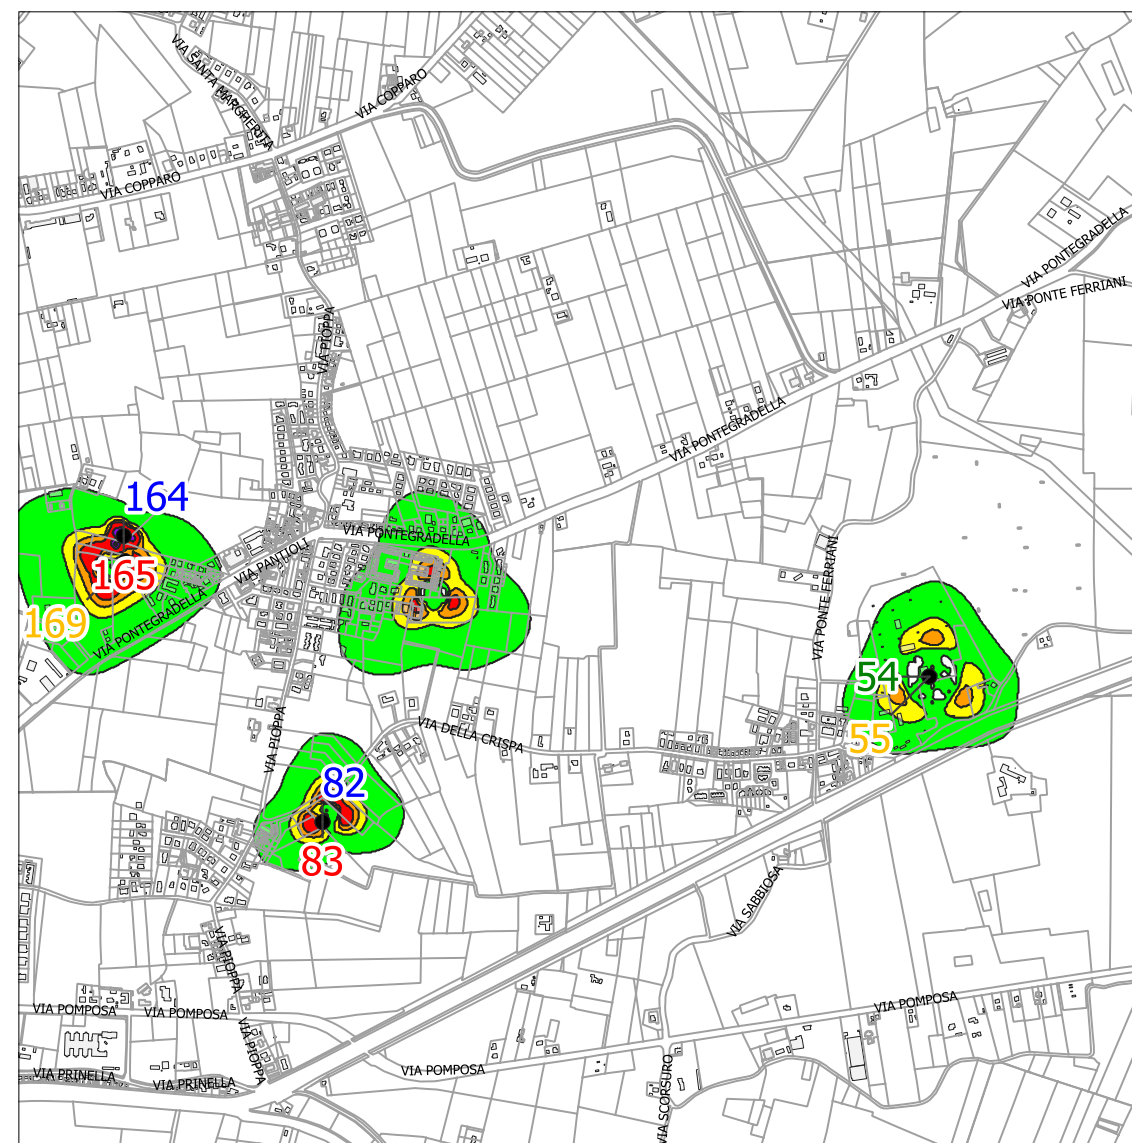 VIA SANTA MARGHERITA
VIA COPPARO
VIA COPPARO
VIA PONTEGRADELLA
VIA PONTE FERRIANI
VIA PIOPPA
VIA PONTEGRADELLA
164
VIA PONTEGRADELLA
VIA PANTIOLI
165
VIA PONTE FERRIANI
169
VIA PONTEGRADELLA
54
VIA PIOPPA
VIA DELLA CRISPA
55
82
83
VIA SABBIOSA
VIA PIOPPA
VIA POMPOSA
VIA POMPOSA
VIA POMPOSA
VIA PIOPPA
VIA POMPOSA
VIA PRINELLA
VIA PRINELLA
VIA SCORSURO